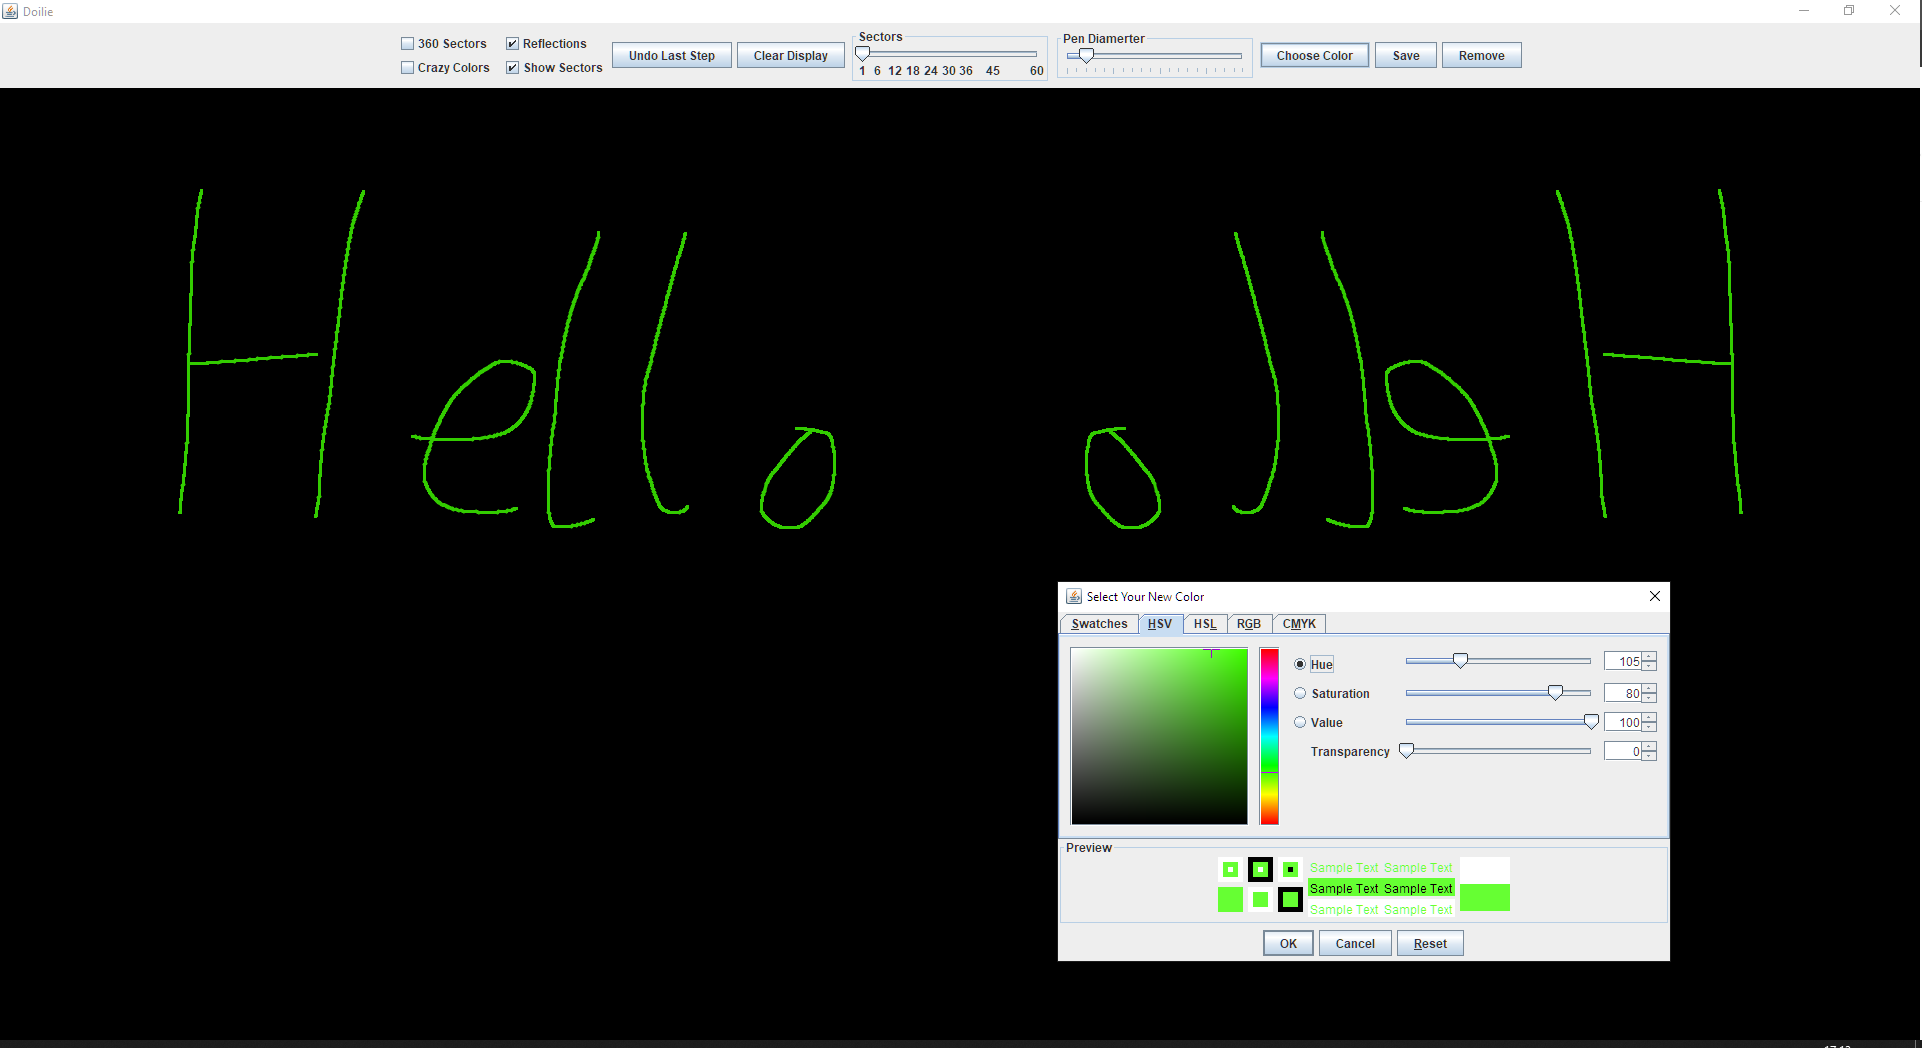 Doilie
360 Sectors Reflections
Crazy Colors Show Sectors
Undo Last Step Clear Display
Sectors
1 6 12 18 24 30 36 45 60
Pen Diamerter
Choose Color Save Remove
Hello
Select Your New Color
Swatches HSV HSL RGB CMYK
Hue 105
Saturation 80
Value 100
Transparency 0
Preview
Sample Text Sample Text
Sample Text Sample Text
Sample Text Sample Text
OK Cancel Reset